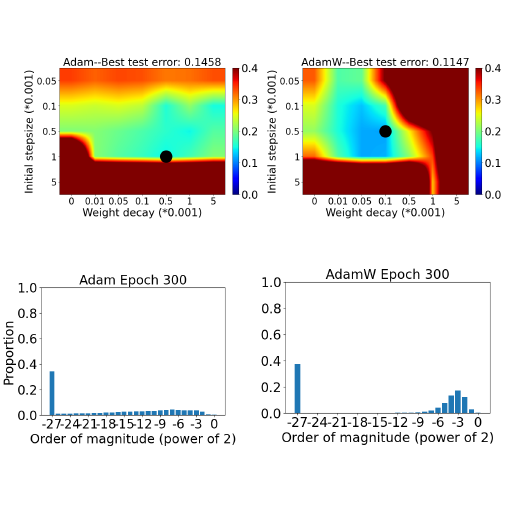 Adam--Best test error: 0.1458
Initial stepsize (*0.001)
0.05
0.1
0.5
1
5
0 0.01 0.05 0.1 0.5 1 5
Weight decay (*0.001)
0.4
0.3
0.2
0.1
0.0
AdamW--Best test error: 0.1147
Initial stepsize (*0.001)
0.05
0.1
0.5
1
5
0 0.01 0.05 0.1 0.5 1 5
Weight decay (*0.001)
0.4
0.3
0.2
0.1
0.0
Adam Epoch 300
Proportion
1.0
0.8
0.6
0.4
0.2
0.0
-27 -24 -21 -18 -15 -12 -9 -6 -3 0
Order of magnitude (power of 2)
AdamW Epoch 300
1.0
0.8
0.6
0.4
0.2
0.0
-27 -24 -21 -18 -15 -12 -9 -6 -3 0
Order of magnitude (power of 2)